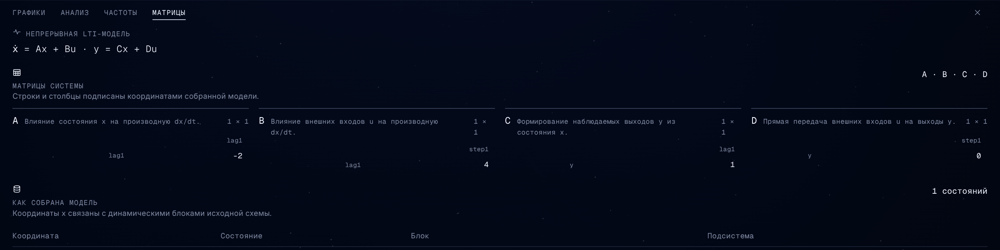 ГРАФИКИ АНАЛИЗ ЧАСТОТЫ МАТРИЦЫ
НЕПРЕРЫВНАЯ LTI-МОДЕЛЬ
ẋ = Ax + Bu · y = Cx + Du
A · B · C · D
МАТРИЦЫ СИСТЕМЫ
Строки и столбцы подписаны координатами собранной модели.
A Влияние состояния x на производную dx/dt. 1 × 1
lag1
lag1 -2
B Влияние внешних входов u на производную dx/dt. 1 × 1
step1
lag1 4
C Формирование наблюдаемых выходов y из состояния x. 1 × 1
lag1
y 1
D Прямая передача внешних входов u на выходы y. 1 × 1
step1
y 0
1 состояний
КАК СОБРАНА МОДЕЛЬ
Координаты x связаны с динамическими блоками исходной схемы.
Координата Состояние Блок Подсистема